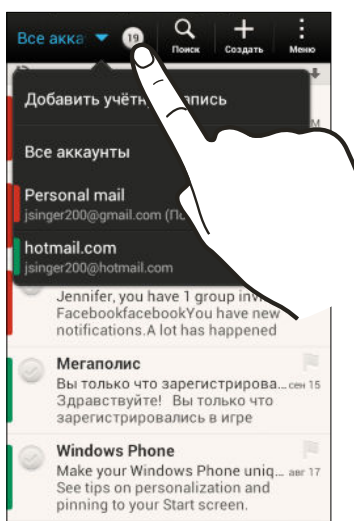 Все акка 19 Поиск Создать Меню
Добавить учётн запись
Все аккаунты
Personal mail
jsinger200@gmail.com
hotmail.com
jsinger200@hotmail.com
Jennifer, you have 1 group
FacebookfacebookYou have new
notifications.A lot has happened
Мегаполис
Вы только что зарегистрирова... сен 15
Здравствуйте! Вы только что
зарегистрировались в игре
Windows Phone
Make your Windows Phone uniq... авг 17
See tips on personalization and
pinning to your Start screen.